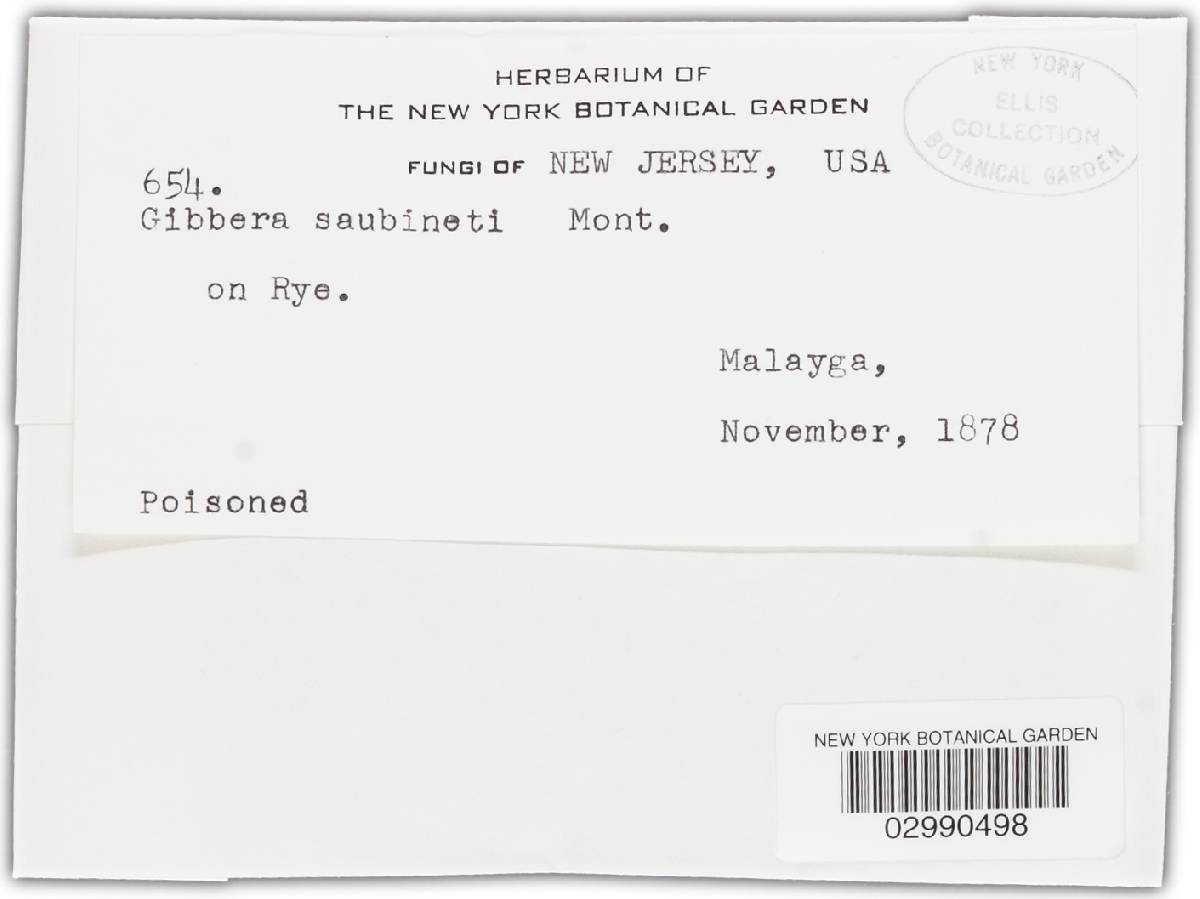 HERBARIUM OF
THE NEW YORK BOTANICAL GARDEN
FUNGI OF NEW JERSEY, USA
NEW YORK
ELLIS
COLLECTION
BOTANICAL GARDEN
654.
Gibbera saubineti Mont.
on Rye.
Malayga,
November, 1878
Poisoned
NEW YORK BOTANICAL GARDEN
02990498